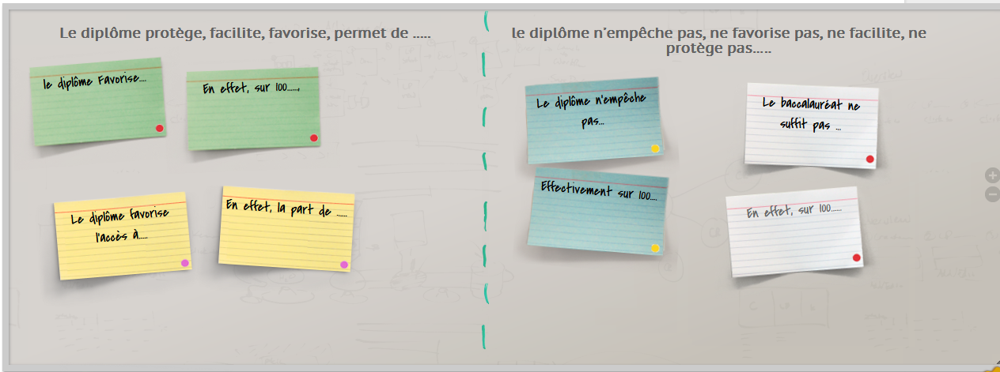 Le diplôme protège, facilite, favorise, permet de .....
le diplôme Favorise....
En effet, sur 100......,
Le diplôme favorise
l'accès à.....
En effet, la part de ......
le diplôme n'empêche pas, ne favorise pas, ne facilite, ne
protège pas.....
Le diplôme n'empêche
pas...
Le baccalauréat ne
suffit pas ...
Effectivement sur 100....
En effet, sur 100......